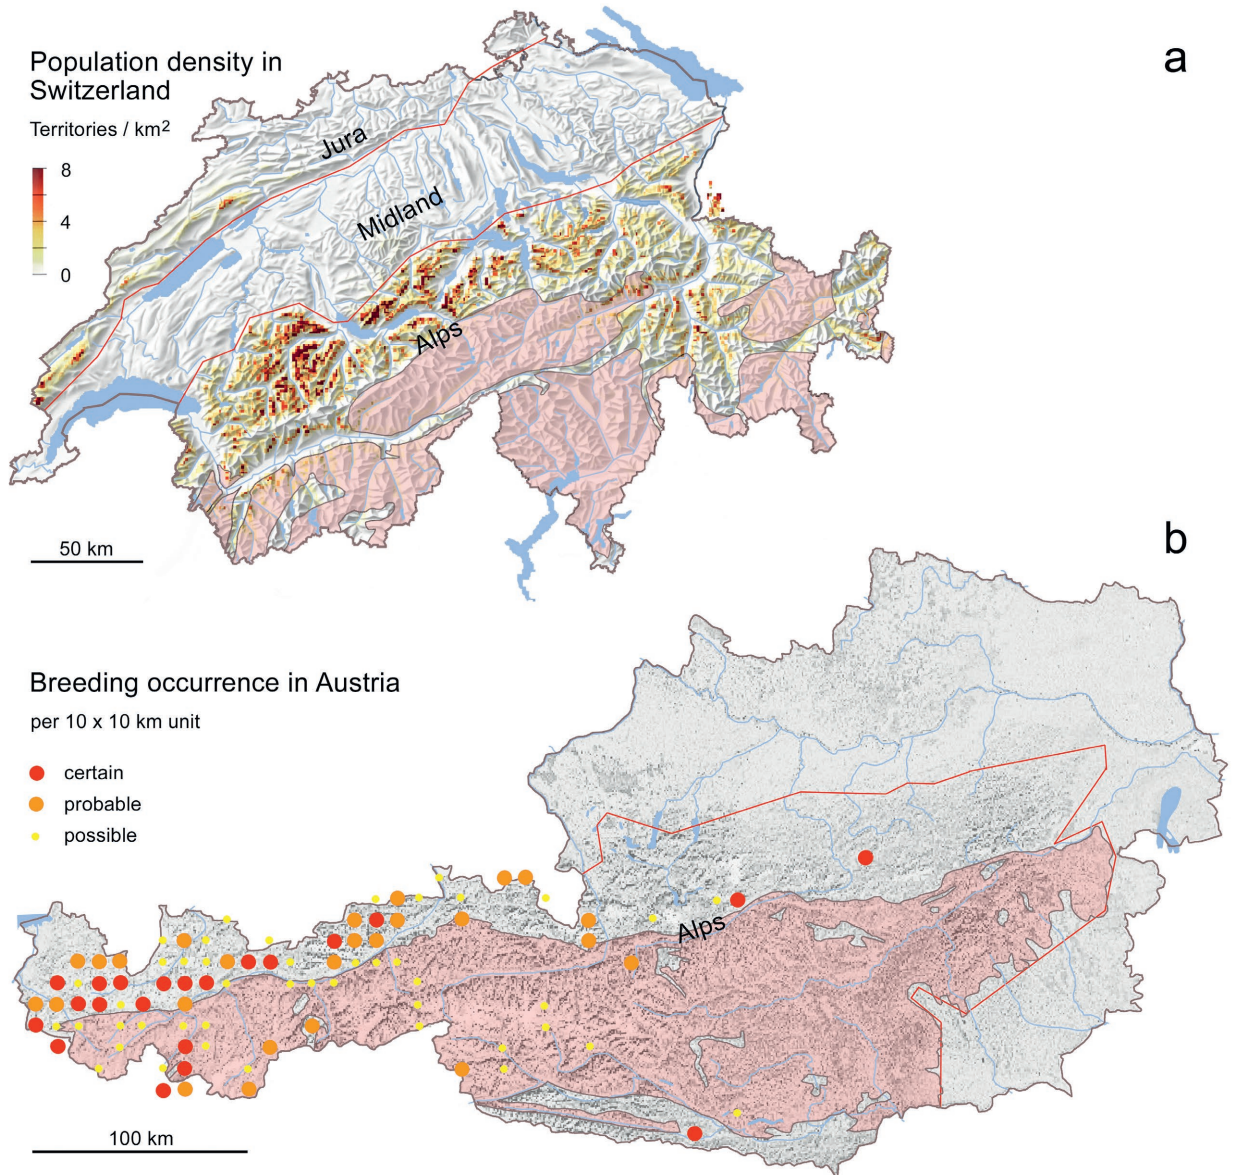 a
Population density in
Switzerland
Territories / km²
8
4
0
Jura
Midland
Alps
50 km
b
Breeding occurrence in Austria
per 10 x 10 km unit
certain
probable
possible
Alps
100 km